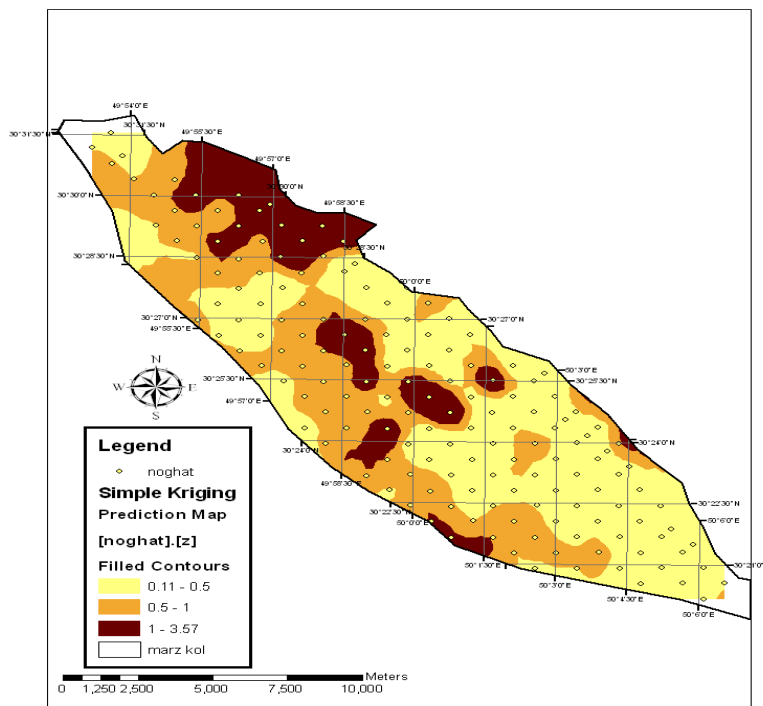 49°54'0"E
30°31'30"N
30°31'30"N
49°55'30"E
49°57'0"E
30°30'0"N
30°30'0"N
49°58'30"E
30°28'30"N
30°28'30"N
50°0'0"E
30°27'0"N
30°27'0"N
49°55'30"E
50°3'0"E
30°25'30"N
30°25'30"N
49°57'0"E
30°24'0"N
30°24'0"N
49°58'30"E
30°22'30"N
30°22'30"N
50°0'0"E
50°6'0"E
50°1'30"E
50°3'0"E
50°4'30"E
50°6'0"E
N
W E
S
Legend
noghat
Simple Kriging
Prediction Map
[noghat].[z]
Filled Contours
0.11 - 0.5
0.5 - 1
1 - 3.57
marz kol
Meters
0 1,250 2,500 5,000 7,500 10,000